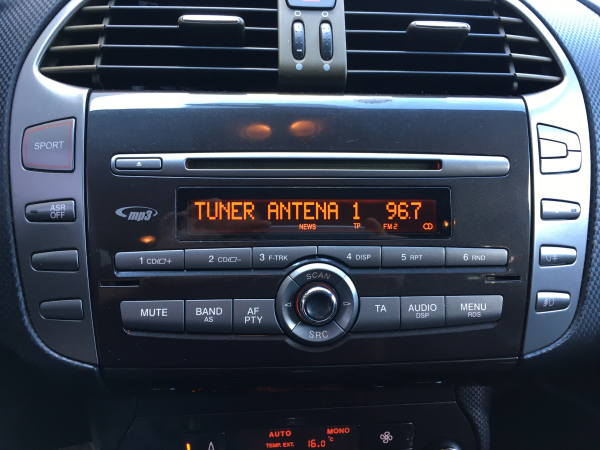 SPORT
ASR
OFF
mp3
TUNER ANTENA 1 96.7
NEWS TP FM 2
1 CD/+ 2 CD/- 3 F-TRK 4 DISP 5 RPT 6 RND
SCAN
MUTE BAND AF TA AUDIO MENU
AS PTY DSP RDS
SRC
AUTO MONO
TEMP. EXT. 16.0 °C